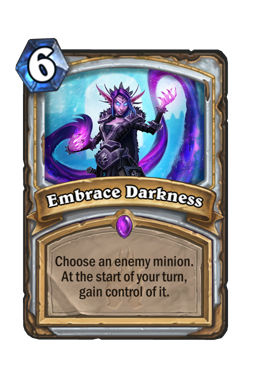 6
Embrace Darkness
Choose an enemy minion.
At the start of your turn,
gain control of it.